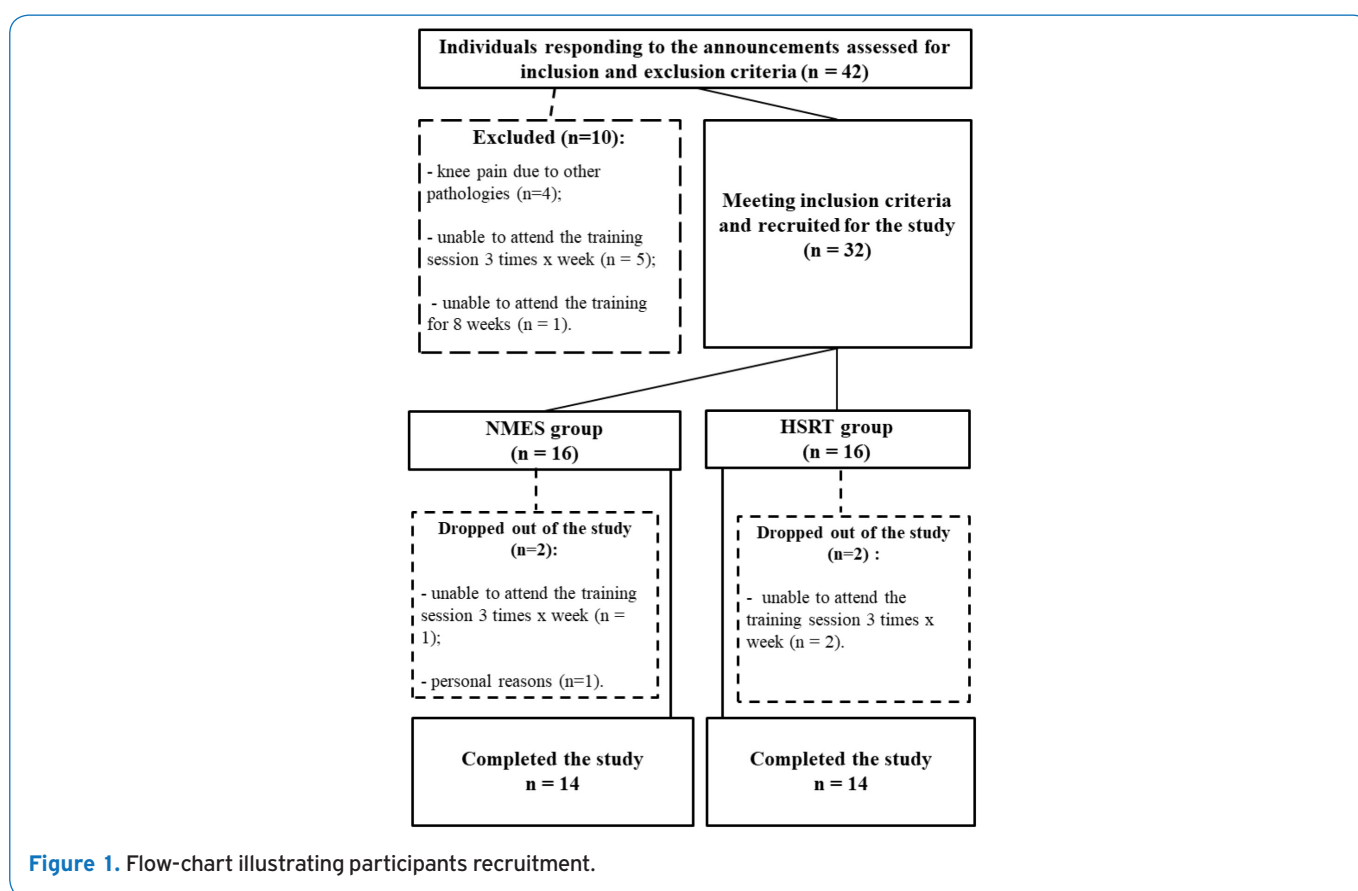 Individuals responding to the announcements assessed for
inclusion and exclusion criteria (n = 42)
Excluded (n=10):
- knee pain due to other
pathologies (n=4);
- unable to attend the training
session 3 times x week (n = 5);
- unable to attend the training
for 8 weeks (n = 1).
Meeting inclusion criteria
and recruited for the study
(n = 32)
NMES group
(n = 16)
HSRT group
(n = 16)
Dropped out of the study
(n=2):
- unable to attend the training
session 3 times x week (n =
1);
- personal reasons (n=1).
Dropped out of the study
(n=2) :
- unable to attend the
training session 3 times x
week (n = 2).
Completed the study
n = 14
Completed the study
n = 14
Figure 1. Flow-chart illustrating participants recruitment.